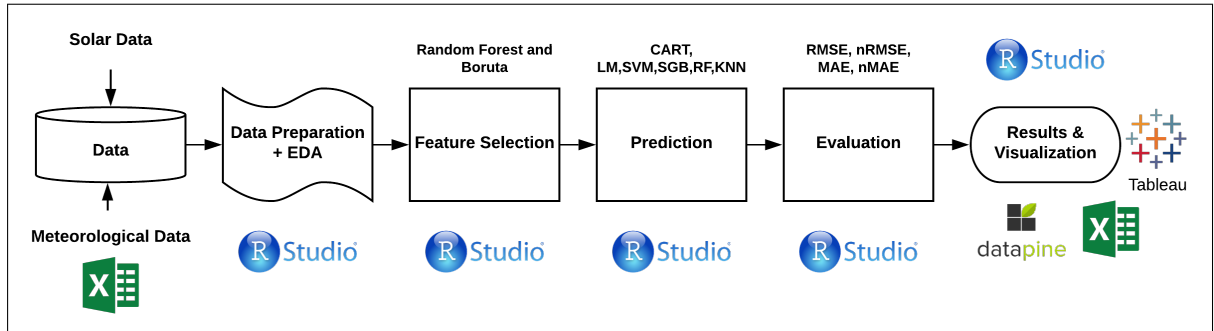 Solar Data
Data
Meteorological Data
X
Data Preparation
+ EDA
R Studio®
Random Forest and
Boruta
Feature Selection
R Studio®
CART,
LM,SVM,SGB,RF,KNN
Prediction
R Studio®
RMSE, nRMSE,
MAE, nMAE
Evaluation
R Studio®
R Studio®
Results &
Visualization
Tableau
datapine
X